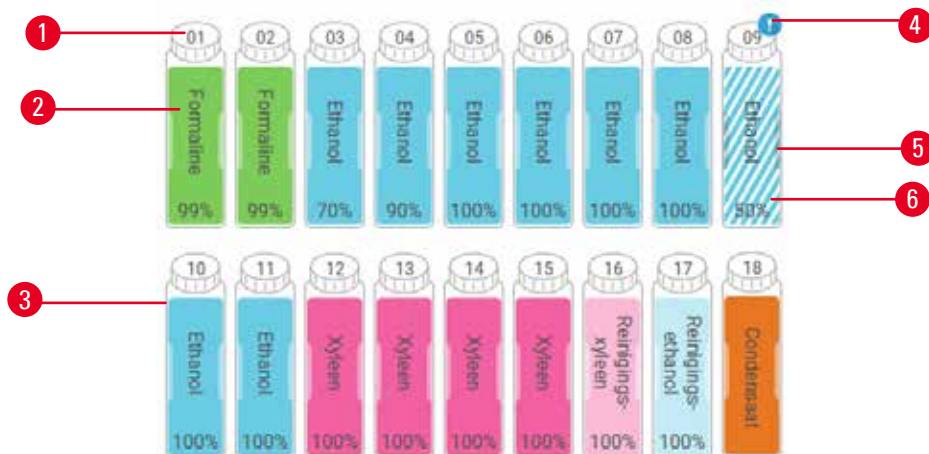 1
01 02 03 04 05 06 07 08 09
4
2
Formaline Formaline Ethanol Ethanol Ethanol Ethanol Ethanol Ethanol Ethanol
5
99% 99% 70% 90% 100% 100% 100% 100% 50%
6
10 11 12 13 14 15 16 17 18
3
Ethanol Ethanol Xyleen Xyleen Xyleen Xyleen Reinigings-
xyleen Reinigings-
ethanol Condensaat
100% 100% 100% 100% 100% 100% 100% 100%